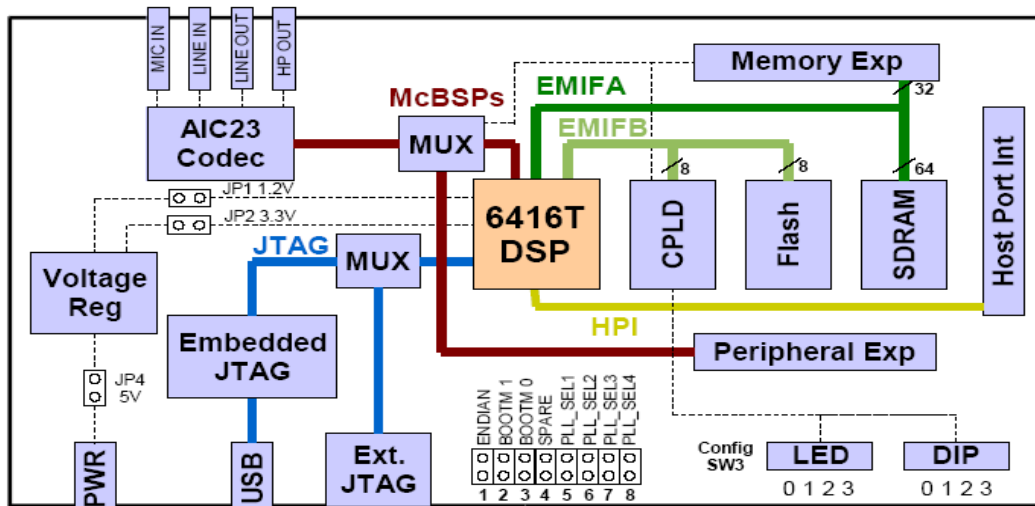 MIC IN
LINE IN
LINE OUT
HP OUT
AIC23
Codec
McBSPs
MUX
EMIFA
EMIFB
Memory Exp
32
8
8
64
6416T
DSP
CPLD
Flash
SDRAM
Host Port Int
JP1 1.2V
JP2 3.3V
JTAG
MUX
Voltage
Reg
HPI
Embedded
JTAG
Peripheral Exp
JP4
5V
ENDIAN
BOOTM 1
BOOTM 0
SPARE
PLL_SEL1
PLL_SEL2
PLL_SEL3
PLL_SEL4
1 2 3 4 5 6 7 8
PWR
USB
Ext.
JTAG
Config
SW3
LED
DIP
0 1 2 3
0 1 2 3